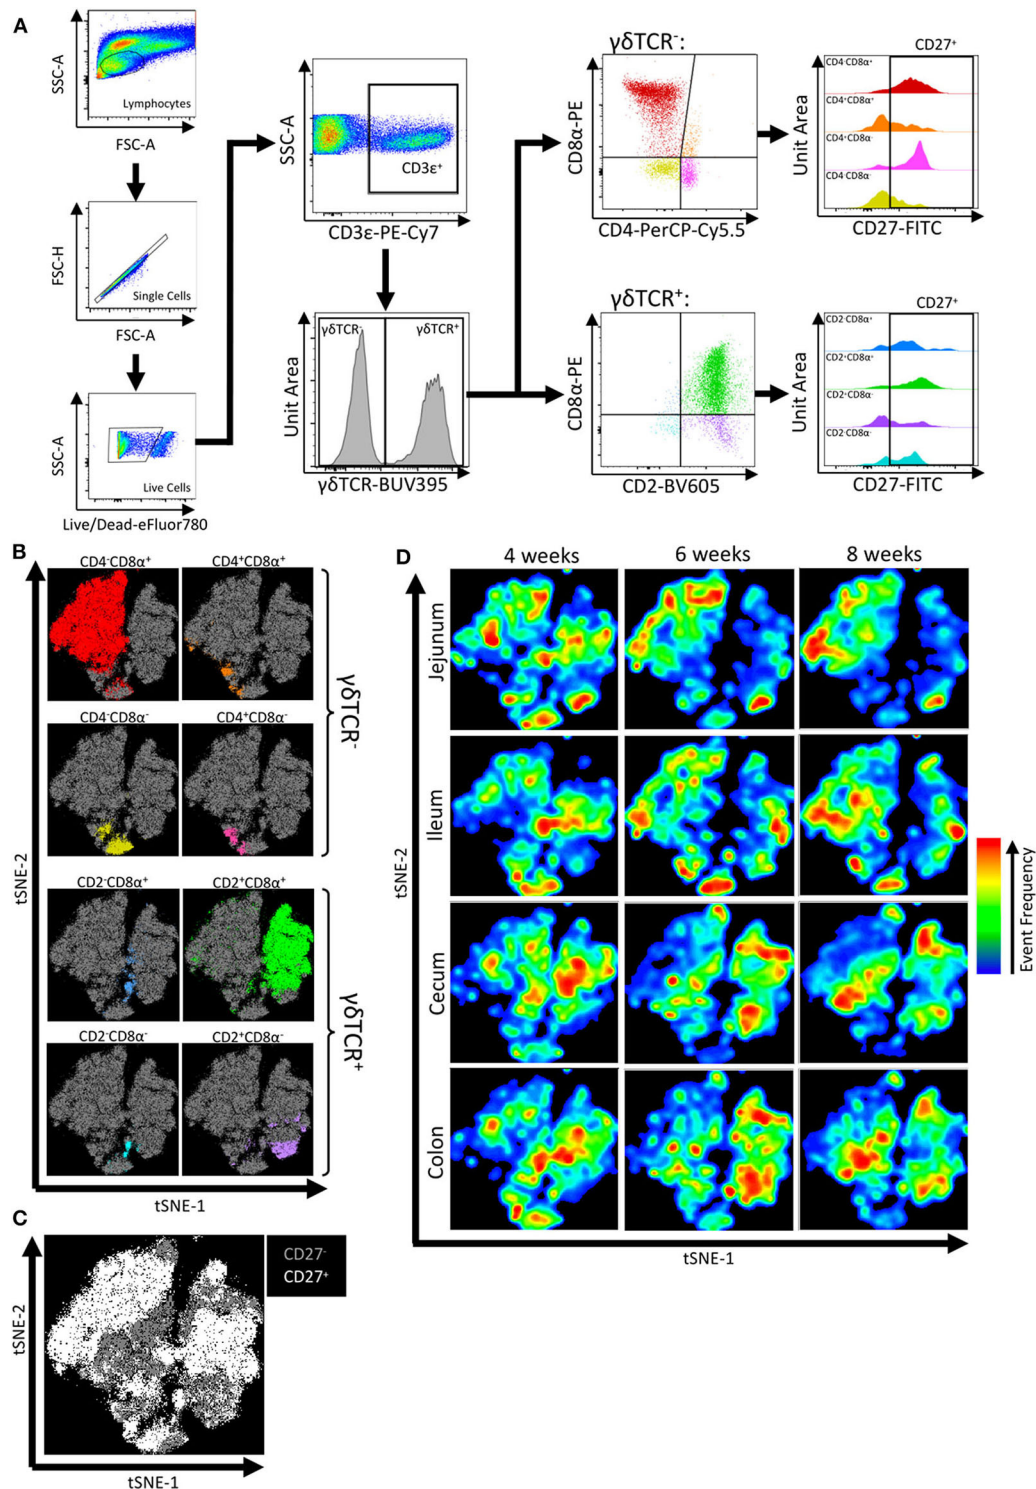 A
SSC-A
Lymphocytes
FSC-A
FSC-H
Single Cells
FSC-A
SSC-A
Live Cells
Live/Dead-eFluor780
SSC-A
CD3ε⁺
CD3ε-PE-Cy7
γδTCR⁻
γδTCR⁺
Unit Area
γδTCR-BUV395
γδTCR⁻:
CD8α-PE
CD4-PerCP-Cy5.5
CD27⁺
Unit Area
CD4⁻CD8α⁺
CD4⁺CD8α⁺
CD4⁺CD8α⁻
CD4⁻CD8α⁻
CD27-FITC
γδTCR⁺:
CD8α-PE
CD2-BV605
CD27⁺
Unit Area
CD2⁻CD8α⁺
CD2⁺CD8α⁺
CD2⁺CD8α⁻
CD2⁻CD8α⁻
CD27-FITC
B
CD4⁻CD8α⁺
CD4⁺CD8α⁺
CD4⁻CD8α⁻
CD4⁺CD8α⁻
γδTCR⁻
CD2⁻CD8α⁺
CD2⁺CD8α⁺
CD2⁻CD8α⁻
CD2⁺CD8α⁻
γδTCR⁺
tSNE-2
tSNE-1
C
CD27⁻
CD27⁺
tSNE-2
tSNE-1
D
4 weeks
6 weeks
8 weeks
Jejunum
Ileum
Cecum
Colon
tSNE-2
tSNE-1
Event Frequency